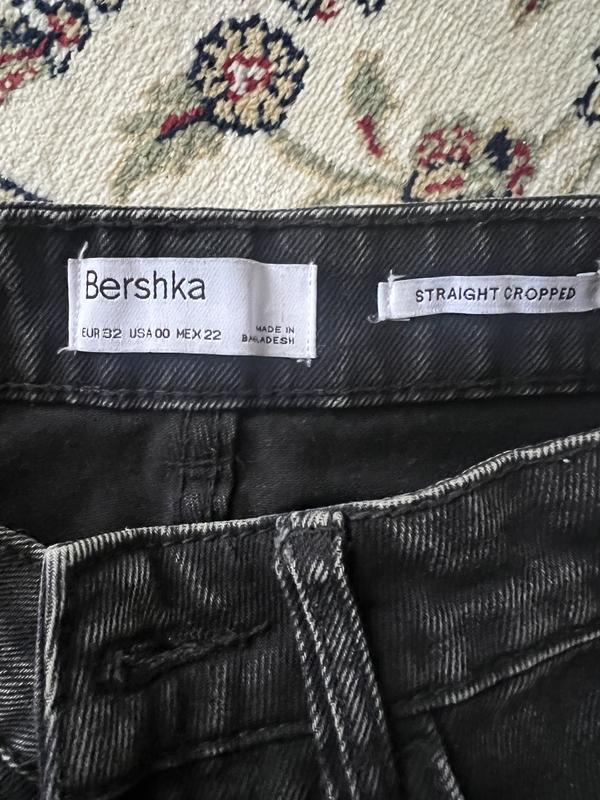 Bershka
EUR 32 USA 00 MEX 22
MADE IN
BANGLADESH
STRAIGHT CROPPED